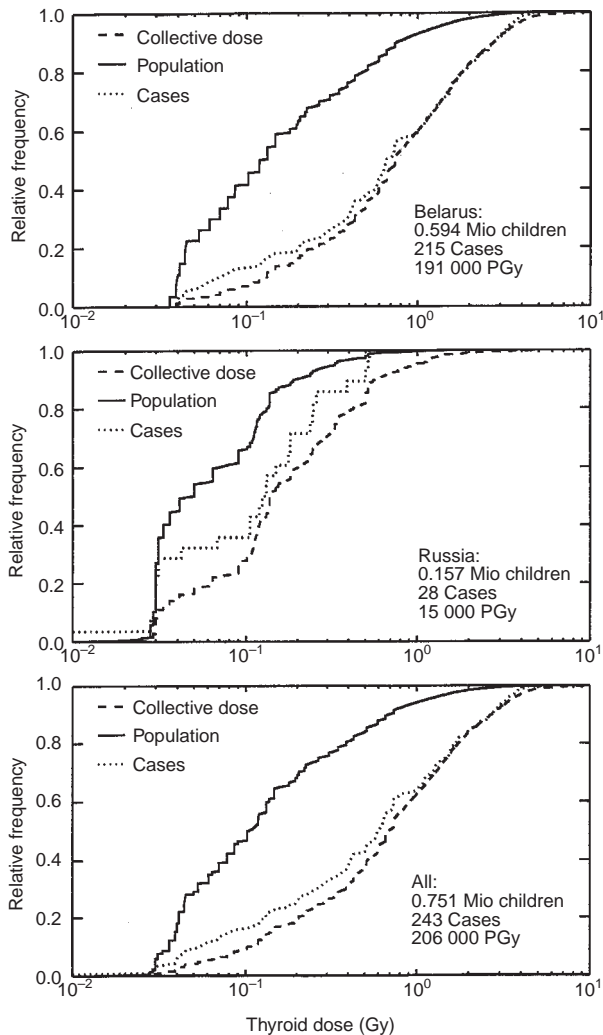 1.0
0.8
0.6
0.4
0.2
0.0
Relative frequency
Collective dose
Population
Cases
Belarus:
0.594 Mio children
215 Cases
191 000 PGy
10⁻² 10⁻¹ 10⁰ 10¹
1.0
0.8
0.6
0.4
0.2
0.0
Relative frequency
Collective dose
Population
Cases
Russia:
0.157 Mio children
28 Cases
15 000 PGy
10⁻² 10⁻¹ 10⁰ 10¹
1.0
0.8
0.6
0.4
0.2
0.0
Relative frequency
Collective dose
Population
Cases
All:
0.751 Mio children
243 Cases
206 000 PGy
10⁻² 10⁻¹ 10⁰ 10¹
Thyroid dose (Gy)